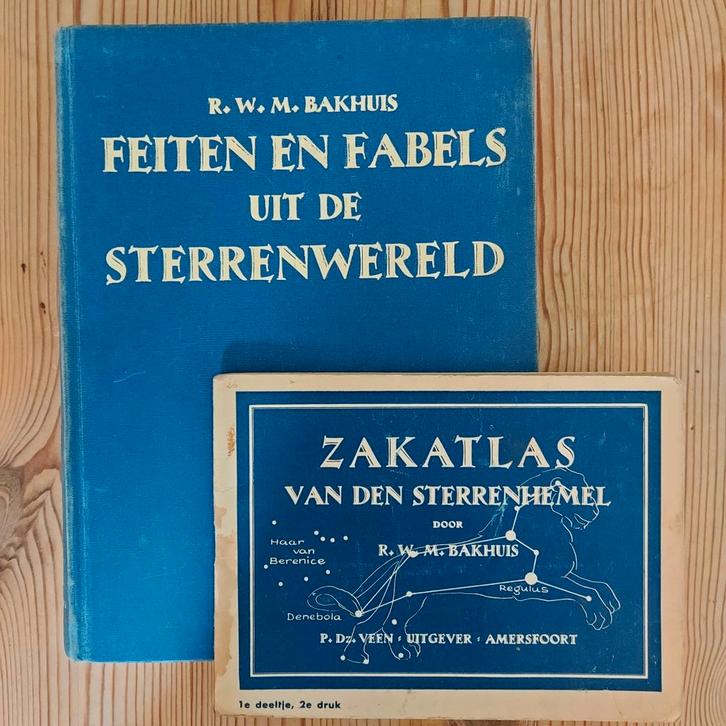 R. W. M. BAKHUIS
FEITEN EN FABELS
UIT DE
STERRENWERELD
ZAKATLAS
VAN DEN STERRENHEMEL
DOOR
R. W. M. BAKHUIS
Haar
van
Berenice
Regulus
Denebola
P. Dz. VEEN - UITGEVER - AMERSFOORT
1e deeltje, 2e druk